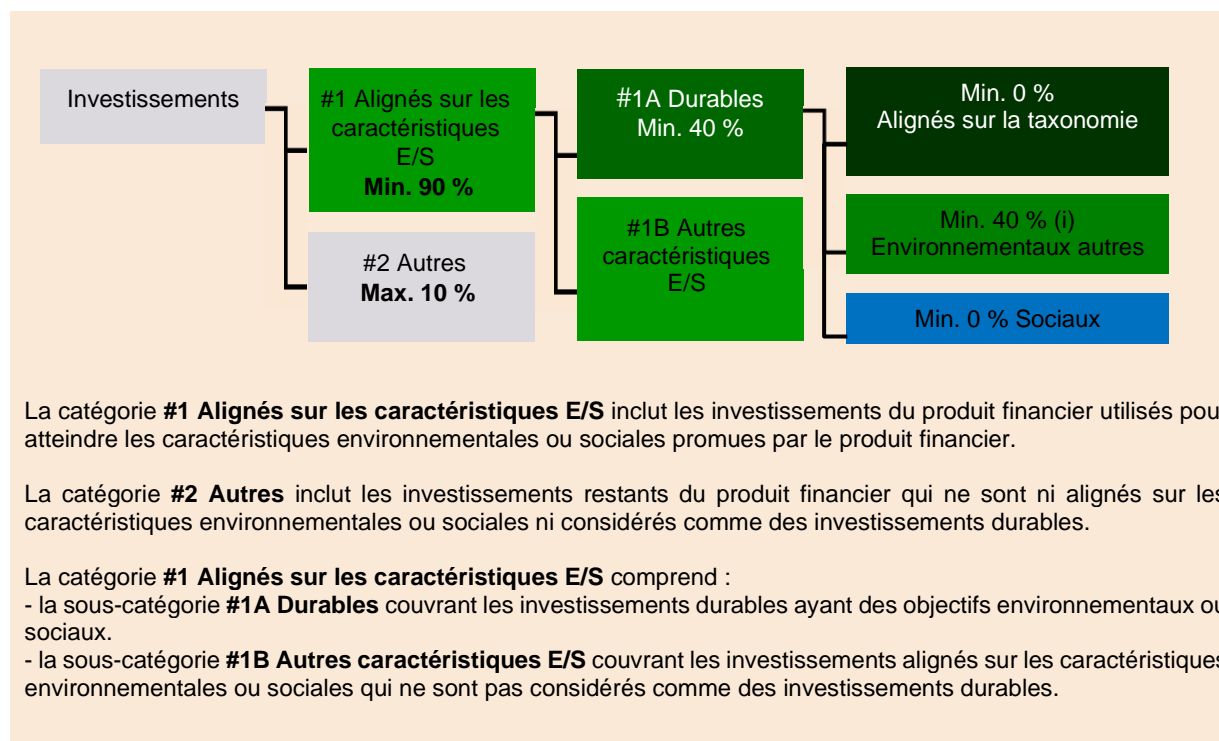 Investissements
#1 Alignés sur les
caractéristiques
E/S
Min. 90 %
#2 Autres
Max. 10 %
#1A Durables
Min. 40 %
#1B Autres
caractéristiques
E/S
Min. 0 %
Alignés sur la taxonomie
Min. 40 % (i)
Environnementaux autres
Min. 0 % Sociaux
La catégorie #1 Alignés sur les caractéristiques E/S inclut les investissements du produit financier utilisés pou
atteindre les caractéristiques environnementales ou sociales promues par le produit financier.
La catégorie #2 Autres inclut les investissements restants du produit financier qui ne sont ni alignés sur les
caractéristiques environnementales ou sociales ni considérés comme des investissements durables.
La catégorie #1 Alignés sur les caractéristiques E/S comprend :
- la sous-catégorie #1A Durables couvrant les investissements durables ayant des objectifs environnementaux ou
sociaux.
- la sous-catégorie #1B Autres caractéristiques E/S couvrant les investissements alignés sur les caractéristiques
environnementales ou sociales qui ne sont pas considérés comme des investissements durables.